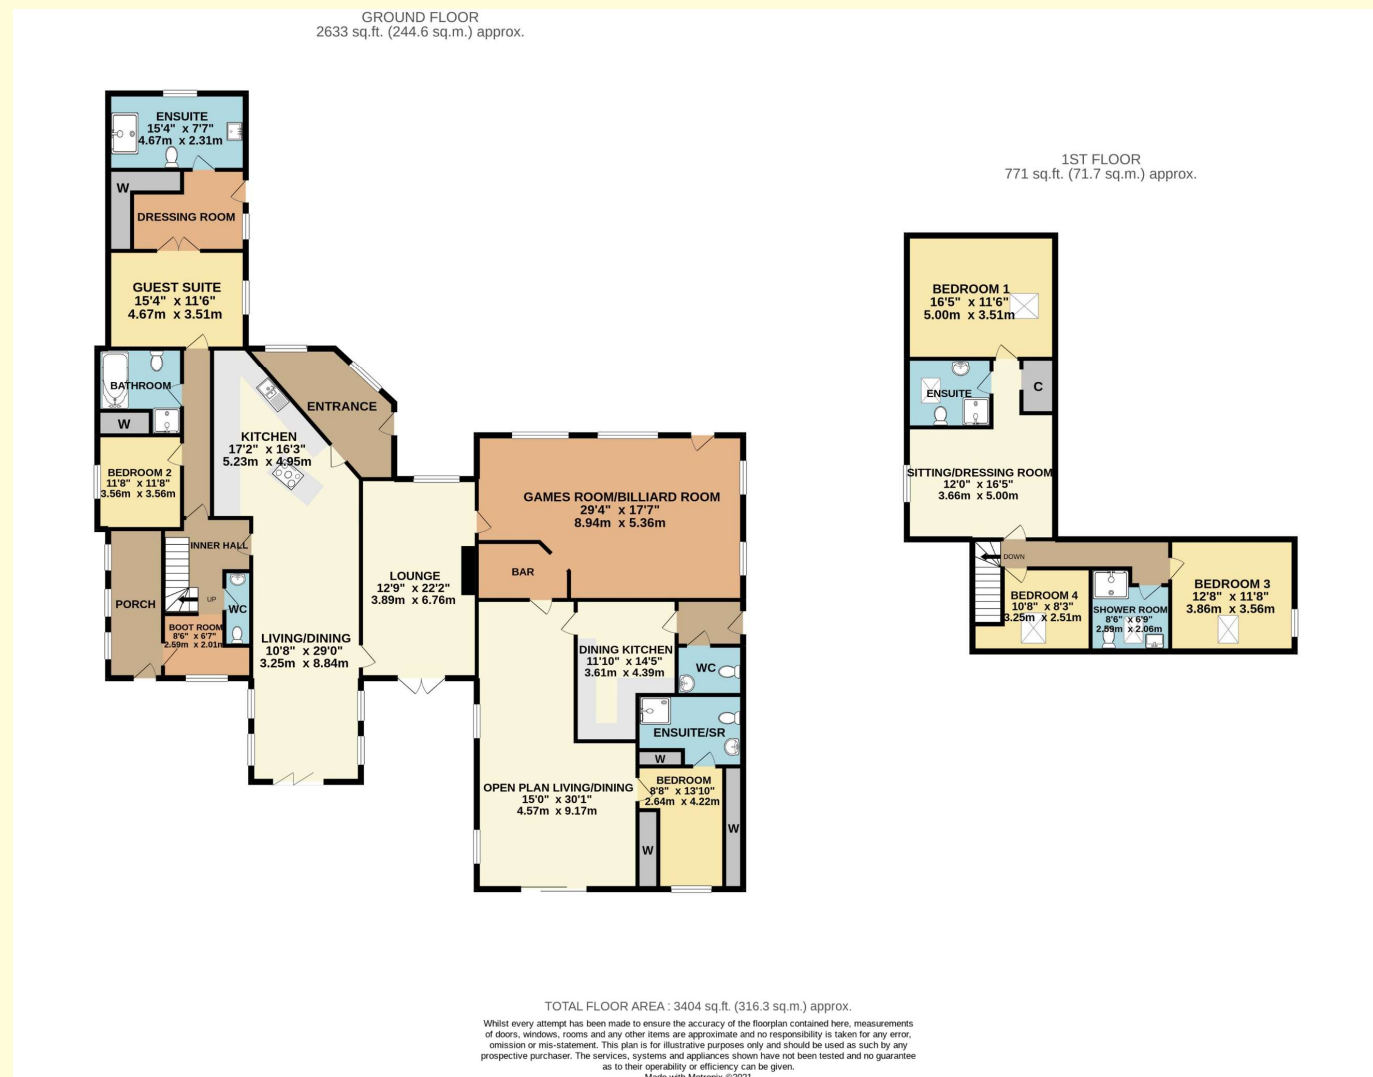 GROUND FLOOR
2633 sq.ft. (244.6 sq.m.) approx.
ENSUITE
15'4" x 7'7"
4.67m x 2.31m
W
DRESSING ROOM
GUEST SUITE
15'4" x 11'6"
4.67m x 3.51m
BATHROOM
W
BEDROOM 2
11'8" x 11'8"
3.56m x 3.56m
KITCHEN
17'2" x 16'3"
5.23m x 4.95m
ENTRANCE
INNER HALL
UP
WC
PORCH
BOOT ROOM
8'6" x 6'7"
2.59m x 2.01m
LIVING/DINING
10'8" x 29'0"
3.25m x 8.84m
LOUNGE
12'9" x 22'2"
3.89m x 6.76m
GAMES ROOM/BILLIARD ROOM
29'4" x 17'7"
8.94m x 5.36m
BAR
DINING KITCHEN
11'10" x 14'5"
3.61m x 4.39m
WC
ENSUITE/SR
W
OPEN PLAN LIVING/DINING
15'0" x 30'1"
4.57m x 9.17m
BEDROOM
8'8" x 13'10"
2.64m x 4.22m
W
W
1ST FLOOR
771 sq.ft. (71.7 sq.m.) approx.
BEDROOM 1
16'5" x 11'6"
5.00m x 3.51m
ENSUITE
C
SITTING/DRESSING ROOM
12'0" x 16'5"
3.66m x 5.00m
DOWN
BEDROOM 4
10'8" x 8'3"
3.25m x 2.51m
SHOWER ROOM
8'6" x 6'9"
2.59m x 2.06m
BEDROOM 3
12'8" x 11'8"
3.86m x 3.56m
TOTAL FLOOR AREA : 3404 sq.ft. (316.3 sq.m.) approx.
Whilst every attempt has been made to ensure the accuracy of the floorplan contained here, measurements
of doors, windows, rooms and any other items are approximate and no responsibility is taken for any error,
omission or mis-statement. This plan is for illustrative purposes only and should be used as such by any
prospective purchaser. The services, systems and appliances shown have not been tested and no guarantee
as to their operability or efficiency can be given.
Made with Metropix ©2021